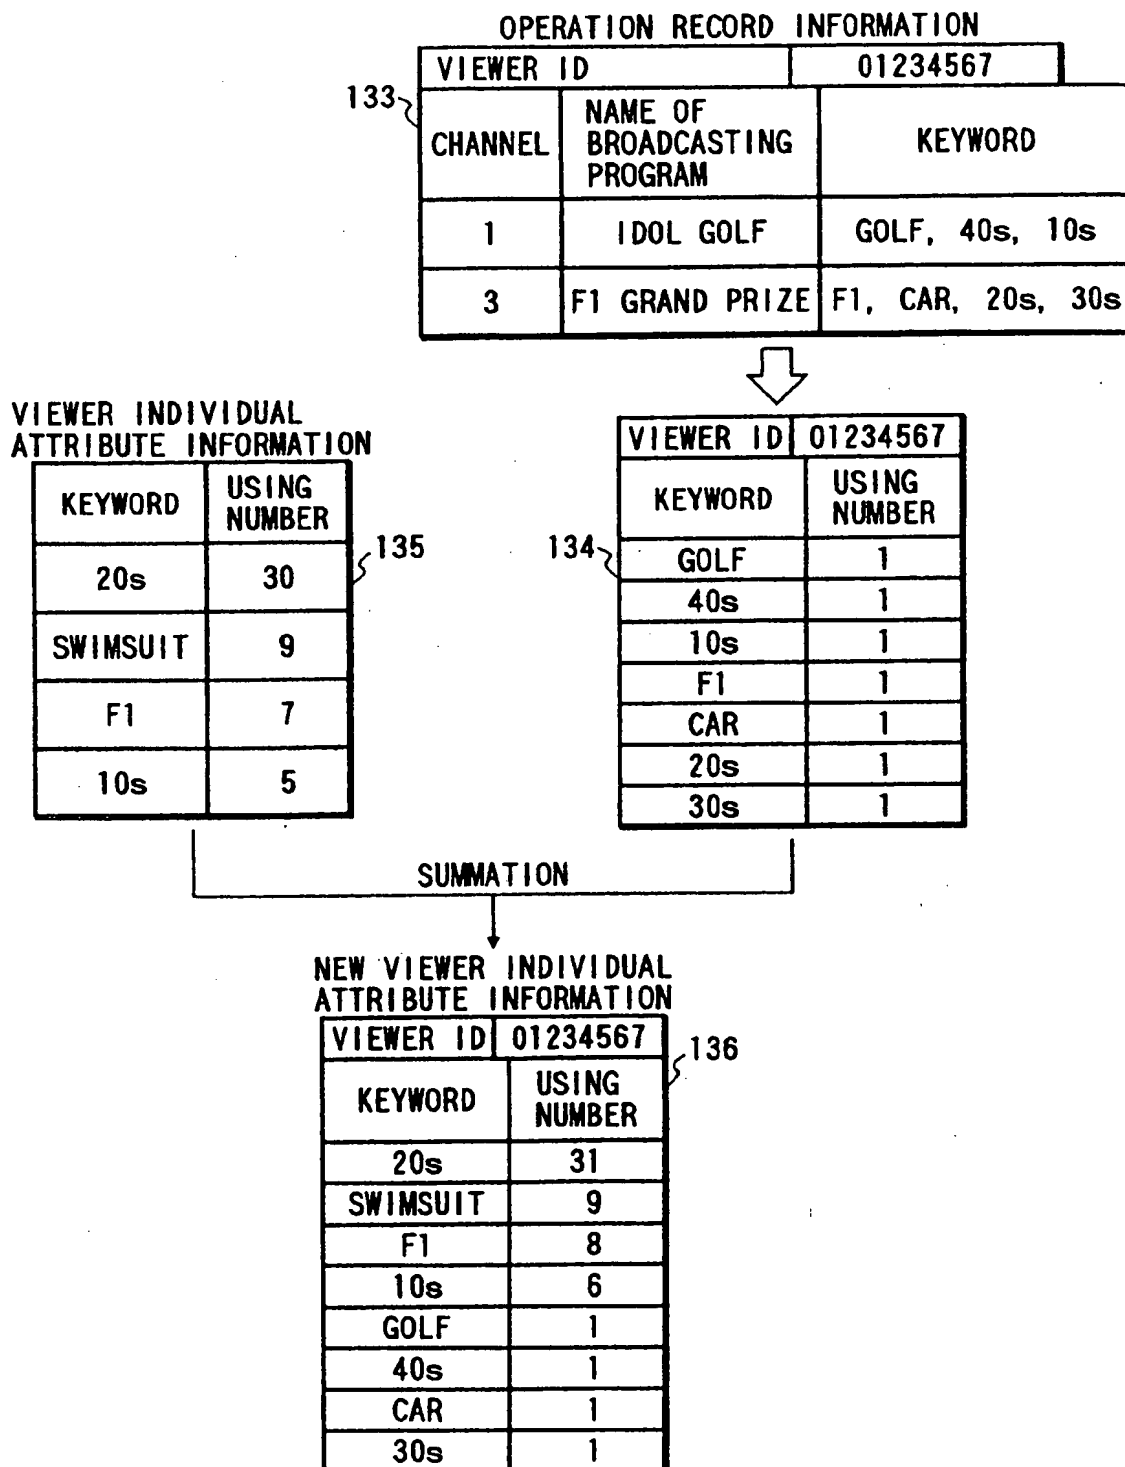 OPERATION RECORD INFORMATION
VIEWER ID 01234567
133
CHANNEL NAME OF BROADCASTING PROGRAM KEYWORD
1 IDOL GOLF GOLF, 40s, 10s
3 F1 GRAND PRIZE F1, CAR, 20s, 30s
VIEWER INDIVIDUAL
ATTRIBUTE INFORMATION
KEYWORD USING NUMBER
135
20s 30
SWIMSUIT 9
F1 7
10s 5
VIEWER ID 01234567
KEYWORD USING NUMBER
134
GOLF 1
40s 1
10s 1
F1 1
CAR 1
20s 1
30s 1
SUMMATION
NEW VIEWER INDIVIDUAL
ATTRIBUTE INFORMATION
VIEWER ID 01234567
136
KEYWORD USING NUMBER
20s 31
SWIMSUIT 9
F1 8
10s 6
GOLF 1
40s 1
CAR 1
30s 1